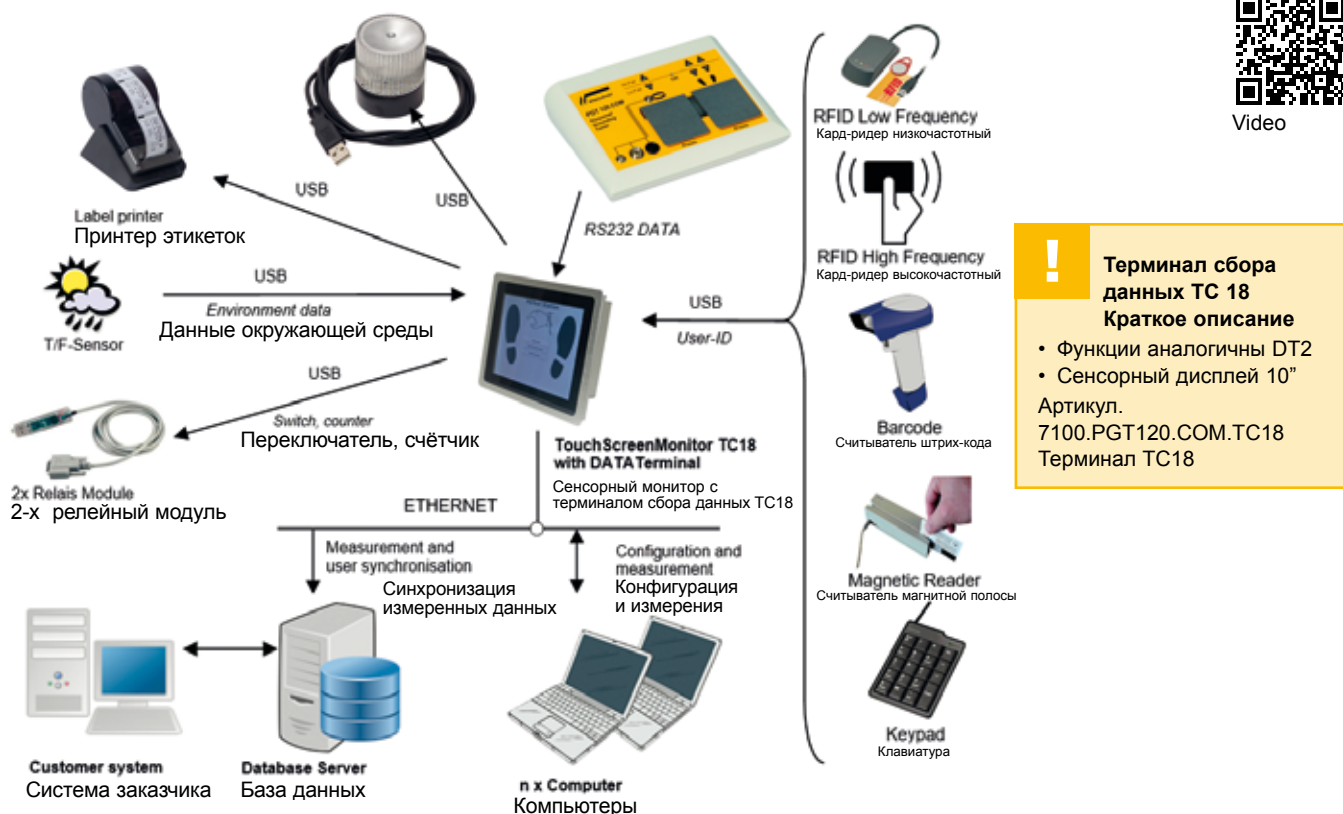 USB
USB
RS232 DATA
Label printer
Принтер этикеток
USB
Environment data
Данные окружающей среды
T/F-Sensor
USB
Switch, counter
Переключатель, счётчик
2x Relais Module
2-х релейный модуль
TouchScreenMonitor TC18
with DATATerminal
Сенсорный монитор с
терминалом сбора данных TC18
USB
User-ID
ETHERNET
Measurement and
user synchronisation
Синхронизация
измеренных данных
Configuration and
measurement
Конфигурация
и измерения
Customer system
Система заказчика
Database Server
База данных
n x Computer
Компьютеры
RFID Low Frequency
Кард-ридер низкочастотный
RFID High Frequency
Кард-ридер высокочастотный
Barcode
Считыватель штрих-кода
Magnetic Reader
Считыватель магнитной полосы
Keypad
Клавиатура
Video
!
Терминал сбора
данных TC 18
Краткое описание
• Функции аналогичны DT2
• Сенсорный дисплей 10”
Артикул.
7100.PGT120.COM.TC18
Терминал TC18